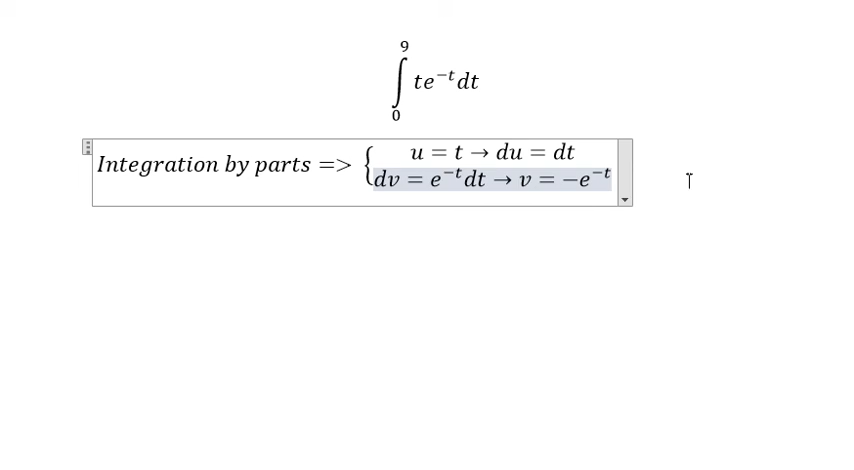 ∫₀⁹ te⁻ᵗdt
Integration by parts => { u = t → du = dt
dv = e⁻ᵗdt → v = −e⁻ᵗ